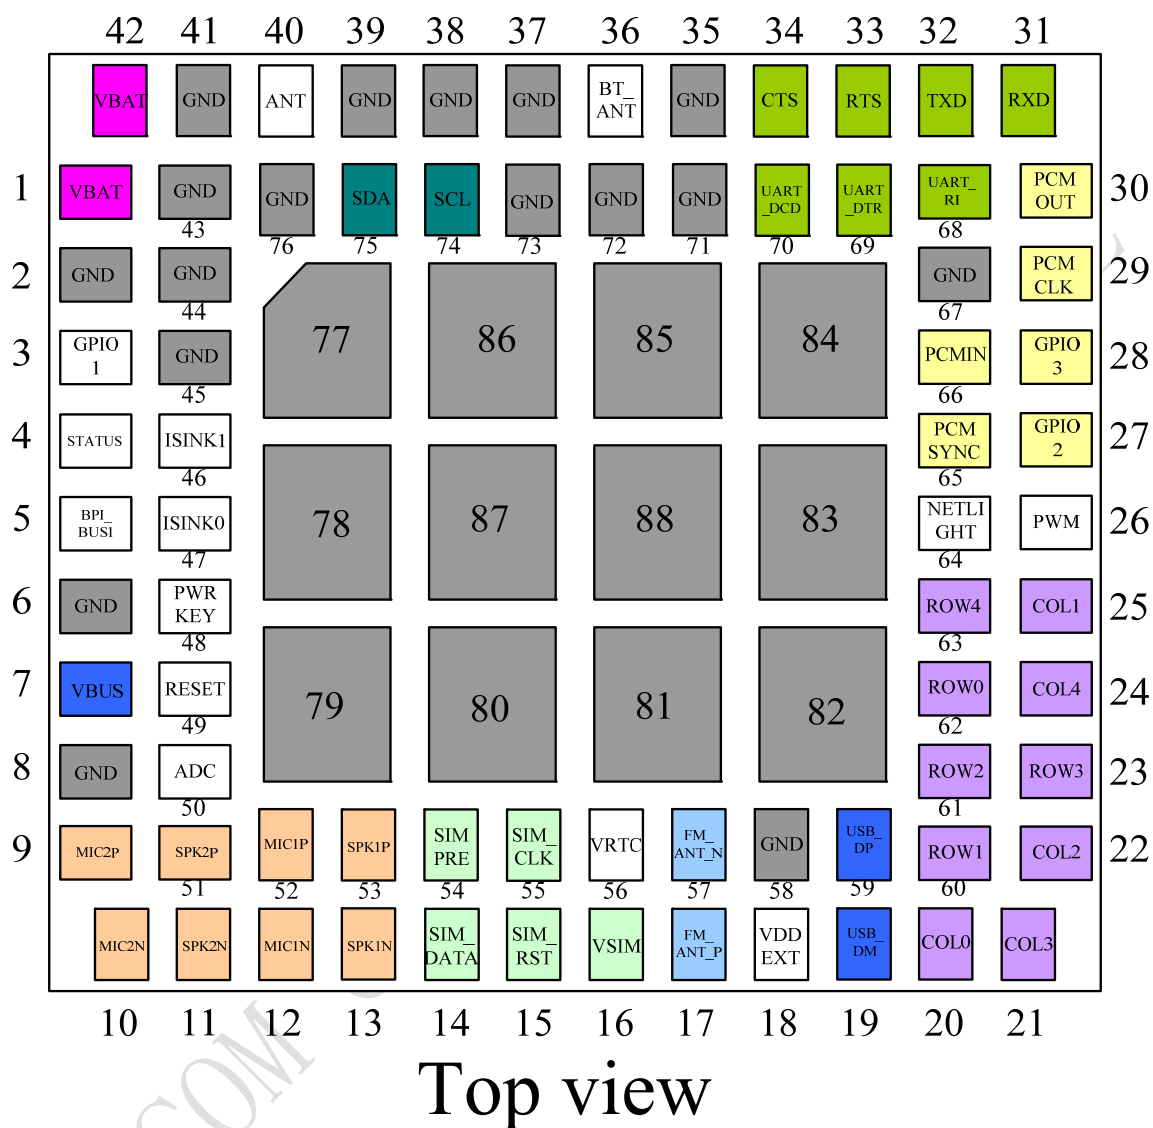 42 41 40 39 38 37 36 35 34 33 32 31
VBAT GND ANT GND GND GND BT_ GND CTS RTS TXD RXD
ANT
1 VBAT GND GND SDA SCL GND GND GND UART UART UART_ PCM 30
_DCD _DTR RI OUT
43 76 75 74 73 72 71 70 69 68
2 GND GND GND PCM 29
CLK
44 67
77 86 85 84
3 GPIO GND PCMIN GPIO 28
1 3
45 66
4 STATUS ISINK1 PCM GPIO 27
SYNC 2
46 65
5 BPI_ ISINK0 NETLI PWM 26
BUS1 GHT
47 64
78 87 88 83
6 GND PWR ROW4 COL1 25
KEY
48 63
7 VBUS RESET ROW0 COL4 24
49 62
79 80 81 82
8 GND ADC ROW2 ROW3 23
50 61
9 MIC2P SPK2P MIC1P SPK1P SIM SIM_ VRTC FM_ GND USB_ ROW1 COL2 22
PRE CLK ANT_N DP
51 52 53 54 55 56 57 58 59 60
MIC2N SPK2N MIC1N SPK1N SIM_ SIM_ VSIM FM_ VDD USB_ COL0 COL3
DATA RST ANT_P EXT DM
10 11 12 13 14 15 16 17 18 19 20 21
Top view
COM